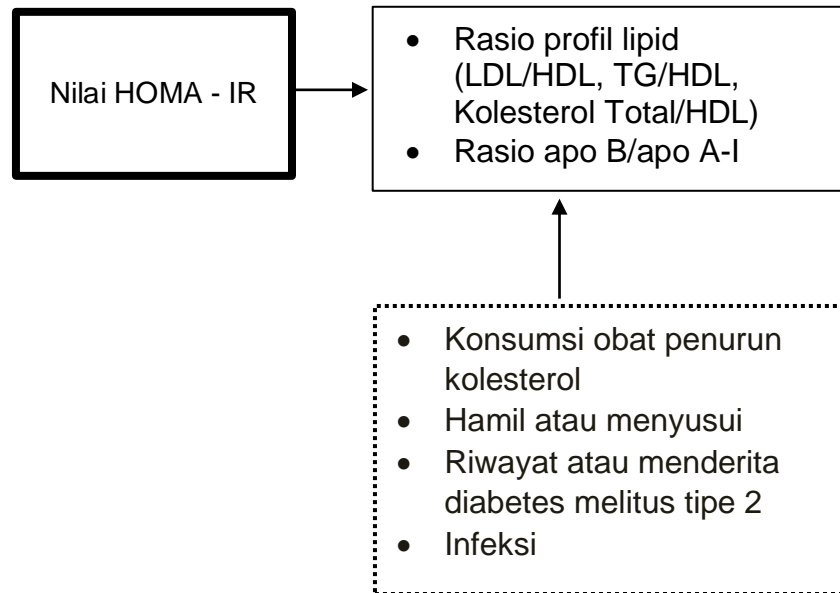 Nilai HOMA - IR
• Rasio profil lipid
(LDL/HDL, TG/HDL,
Kolesterol Total/HDL)
• Rasio apo B/apo A-I
• Konsumsi obat penurun
kolesterol
• Hamil atau menyusui
• Riwayat atau menderita
diabetes melitus tipe 2
• Infeksi